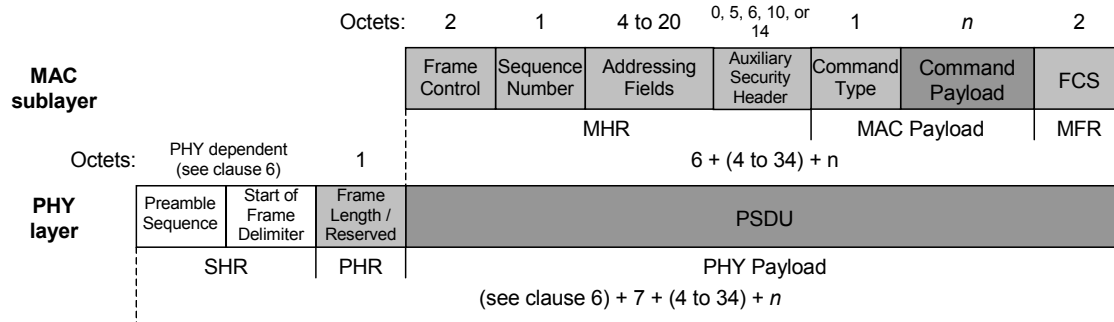 Octets: 2 1 4 to 20 0, 5, 6, 10, or 14 1 n 2
MAC sublayer
Frame Control
Sequence Number
Addressing Fields
Auxiliary Security Header
Command Type
Command Payload
FCS
MHR MAC Payload MFR
Octets: PHY dependent (see clause 6) 1 6 + (4 to 34) + n
PHY layer
Preamble Sequence
Start of Frame Delimiter
Frame Length / Reserved
PSDU
SHR PHR PHY Payload
(see clause 6) + 7 + (4 to 34) + n